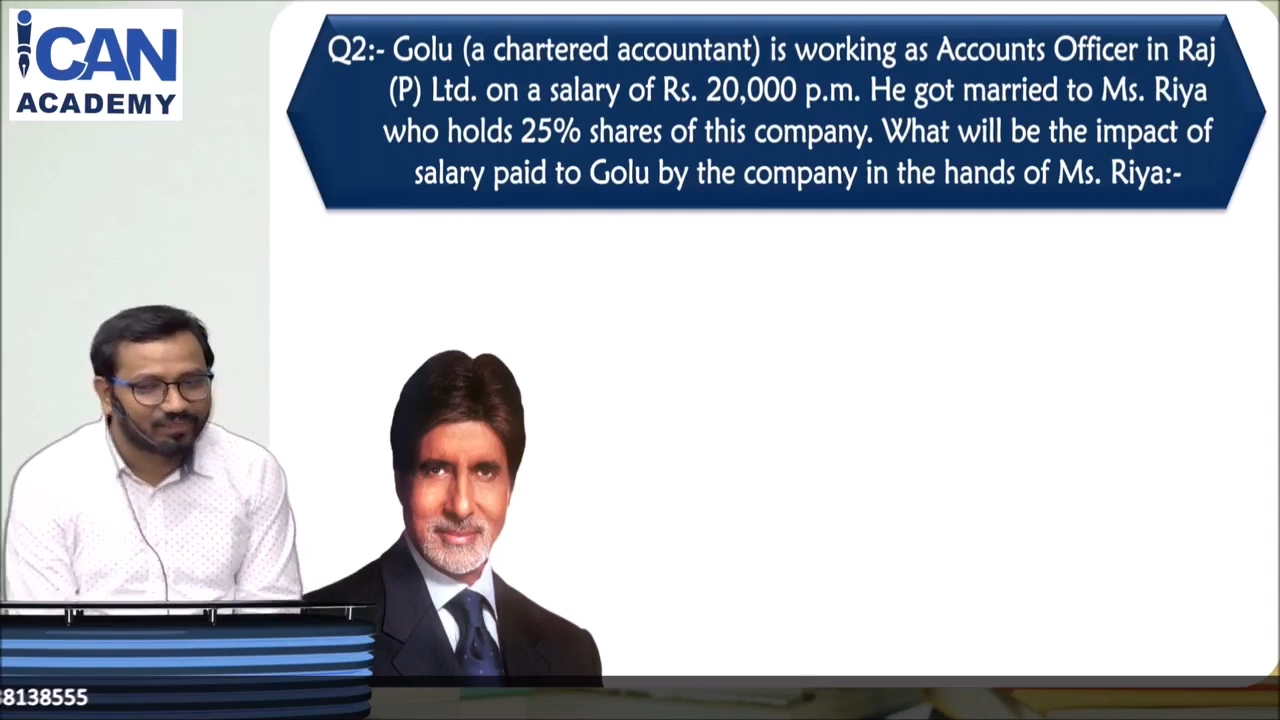 iCAN
ACADEMY
Q2:- Golu (a chartered accountant) is working as Accounts Officer in Raj
(P) Ltd. on a salary of Rs. 20,000 p.m. He got married to Ms. Riya
who holds 25% shares of this company. What will be the impact of
salary paid to Golu by the company in the hands of Ms. Riya:-
8138555